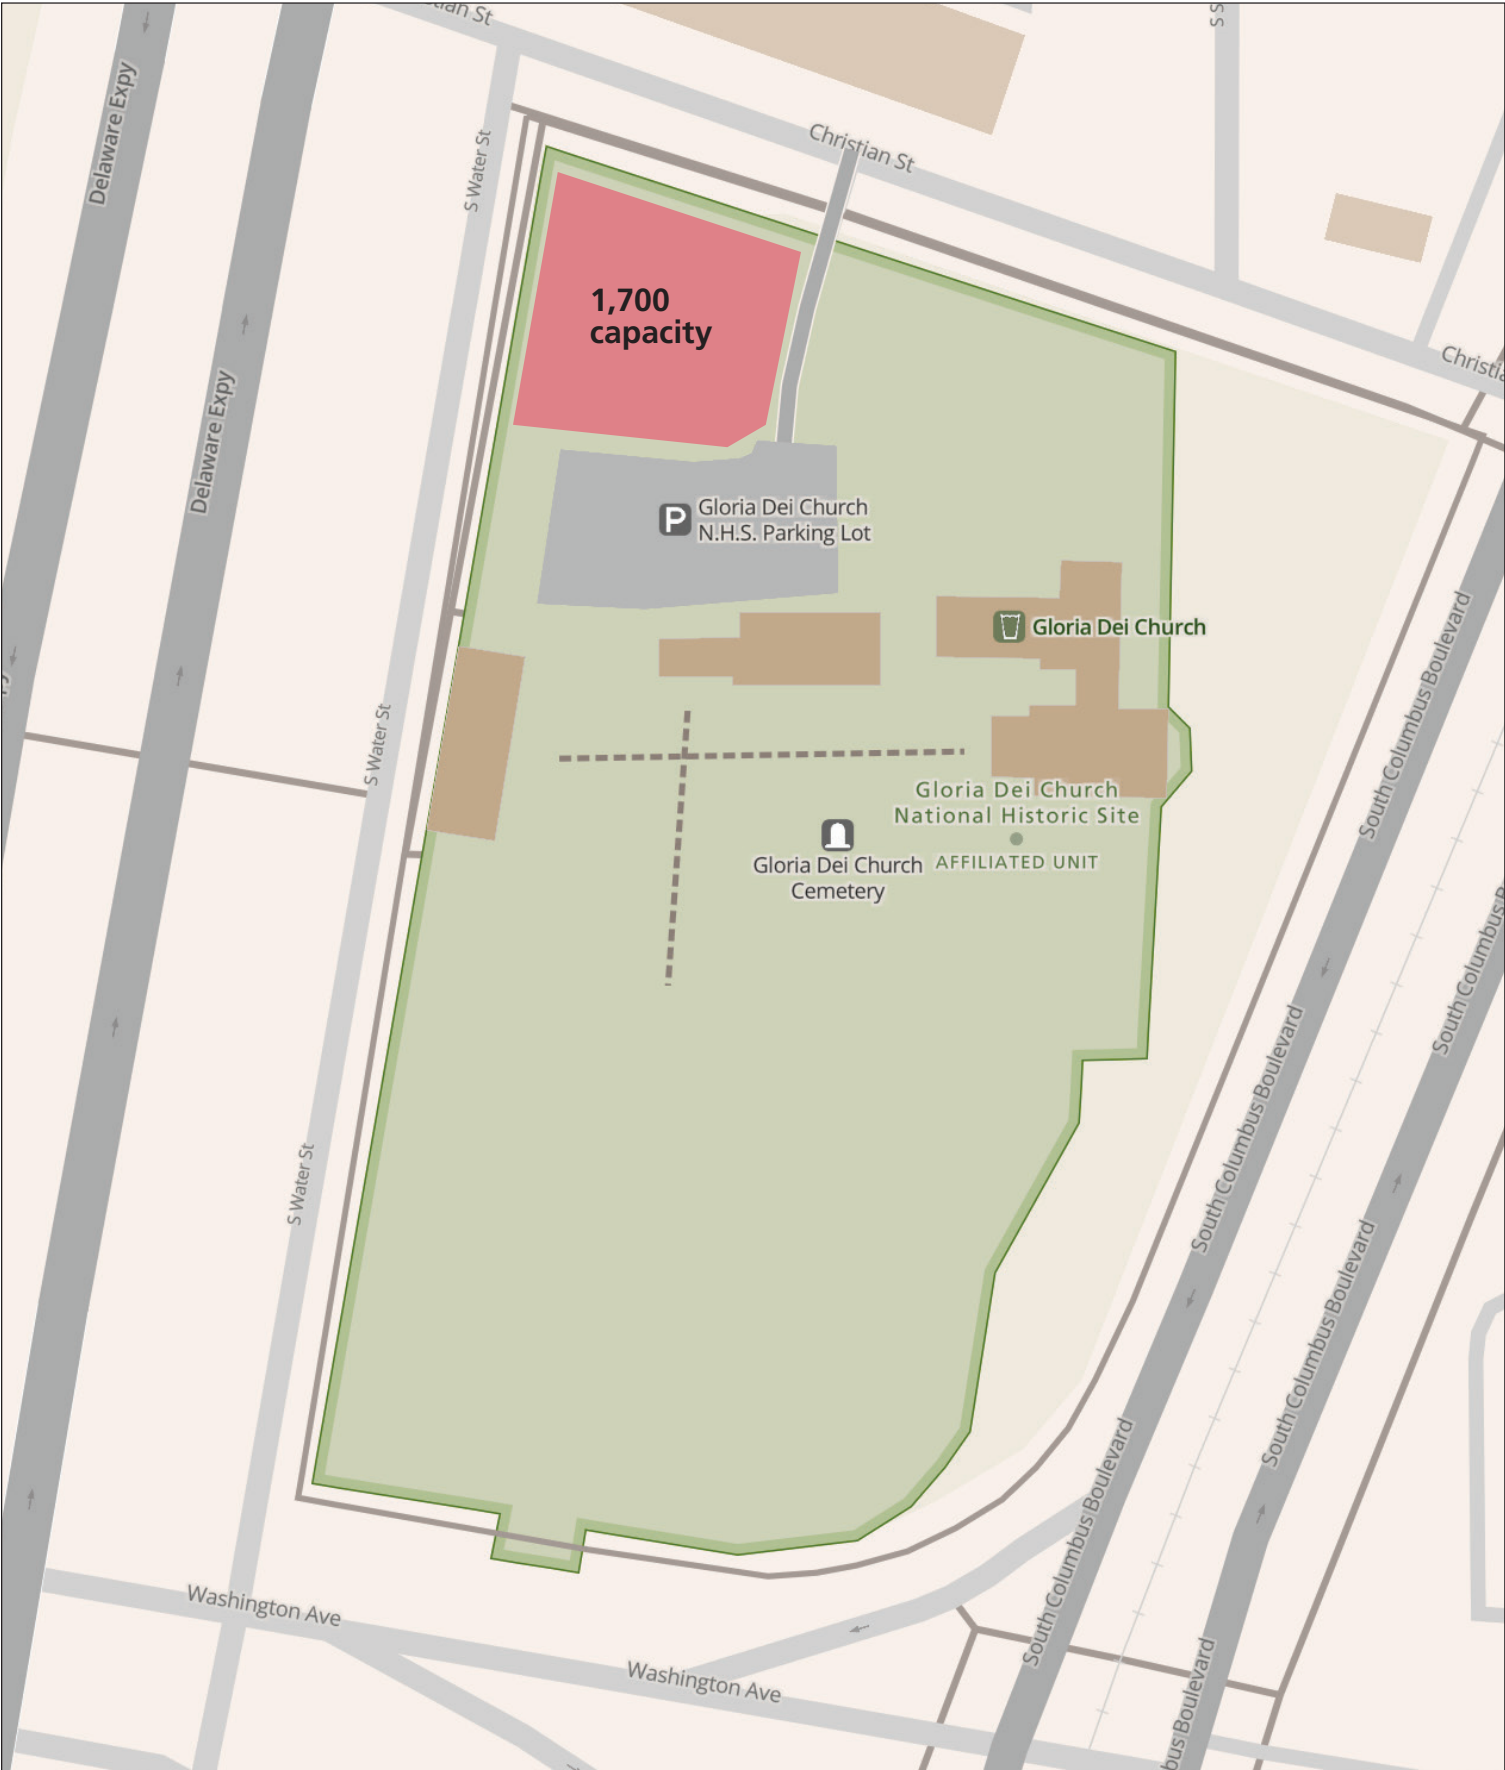 Christian St
Delaware Expy
S Water St
Christian St
1,700
capacity
Delaware Expy
P
Gloria Dei Church
N.H.S. Parking Lot
Gloria Dei Church
South Columbus Boulevard
S Water St
Gloria Dei Church
National Historic Site
AFFILIATED UNIT
Gloria Dei Church
Cemetery
South Columbus Boulevard
S Water St
South Columbus Boulevard
South Columbus Boulevard
Washington Ave
Washington Ave